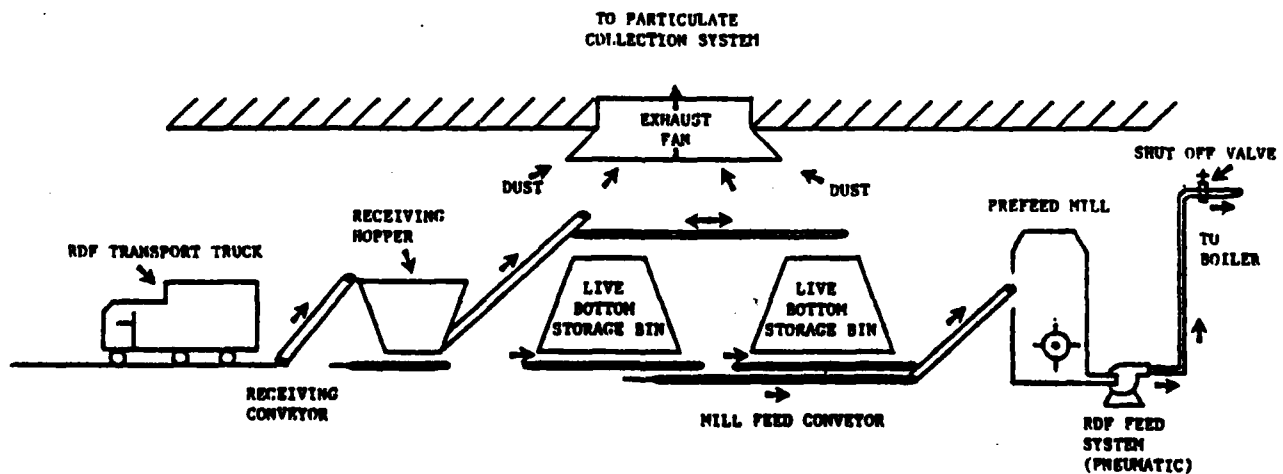 TO PARTICULATE
COLLECTION SYSTEM
EXHAUST
FAN
DUST
DUST
SHUT OFF VALVE
RECEIVING
HOPPER
PREFEED MILL
RDF TRANSPORT TRUCK
TO
BOILER
LIVE
BOTTOM
STORAGE BIN
LIVE
BOTTOM
STORAGE BIN
RECEIVING
CONVEYOR
MILL FEED CONVEYOR
RDF FEED
SYSTEM
(PNEUMATIC)